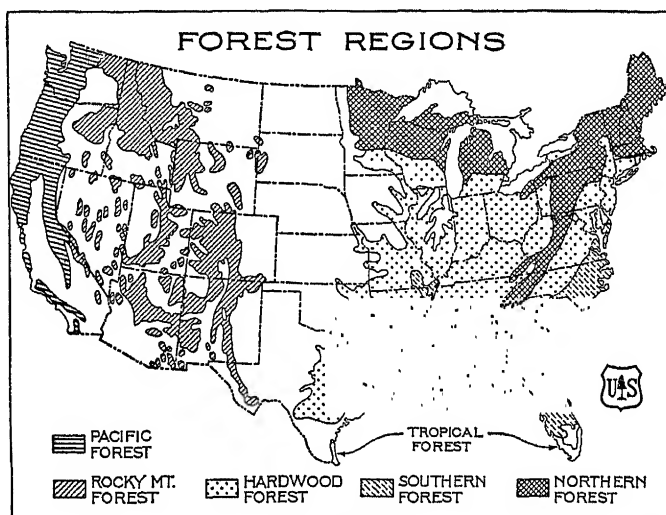 FOREST REGIONS
US
TROPICAL
FOREST
PACIFIC
FOREST
ROCKY MT.
FOREST
HARDWOOD
FOREST
SOUTHERN
FOREST
NORTHERN
FOREST